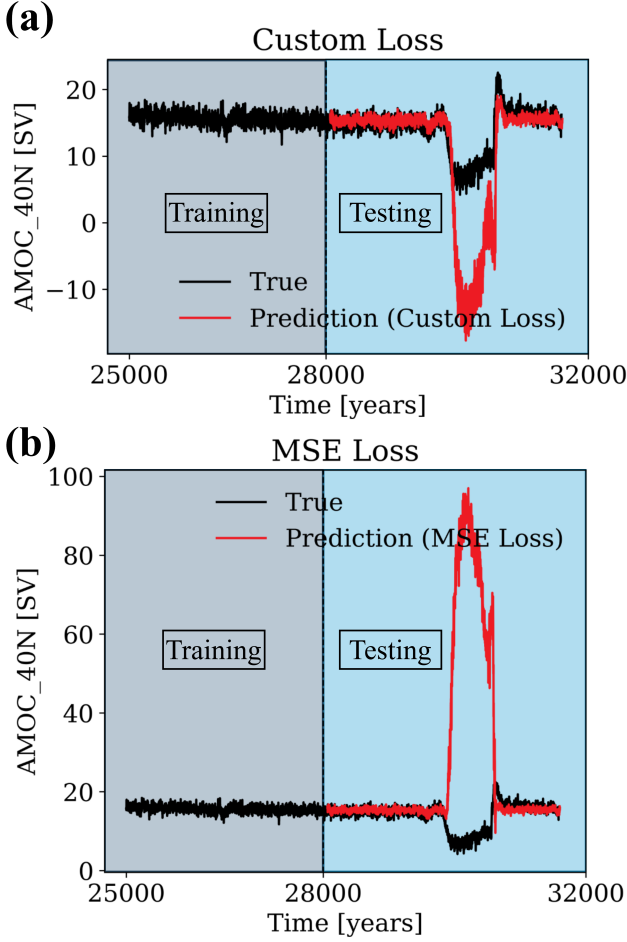 (a)
Custom Loss
AMOC_40N [SV]
20
10
0
−10
Training
Testing
True
Prediction (Custom Loss)
25000 28000 32000
Time [years]
(b)
MSE Loss
AMOC_40N [SV]
100
80
60
40
20
0
True
Prediction (MSE Loss)
Training
Testing
25000 28000 32000
Time [years]